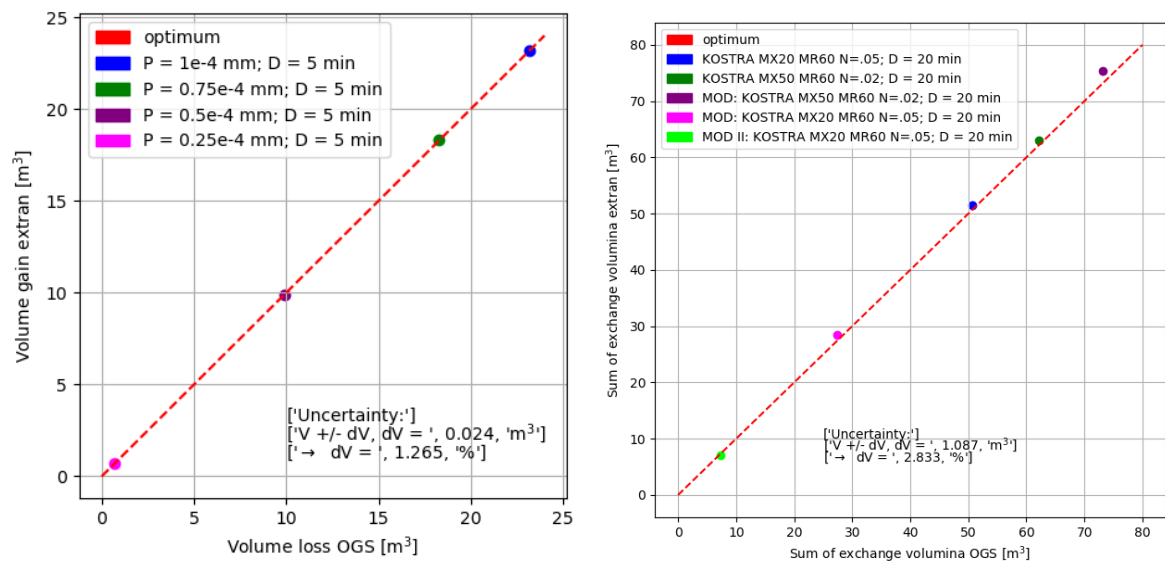 25
20
15
10
5
0
Volume gain extran [m³]
optimum
P = 1e-4 mm; D = 5 min
P = 0.75e-4 mm; D = 5 min
P = 0.5e-4 mm; D = 5 min
P = 0.25e-4 mm; D = 5 min
['Uncertainty:']
['V +/- dV, dV = ', 0.024, 'm³']
['→  dV = ', 1.265, '%']
0 5 10 15 20 25
Volume loss OGS [m³]
80
70
60
50
40
30
20
10
0
Sum of exchange volumina extran [m³]
optimum
KOSTRA MX20 MR60 N=.05; D = 20 min
KOSTRA MX50 MR60 N=.02; D = 20 min
MOD: KOSTRA MX50 MR60 N=.02; D = 20 min
MOD: KOSTRA MX20 MR60 N=.05; D = 20 min
MOD II: KOSTRA MX20 MR60 N=.05; D = 20 min
['Uncertainty:']
['V +/- dV, dV = ', 1.087, 'm³']
['→  dV = ', 2.833, '%']
0 10 20 30 40 50 60 70 80
Sum of exchange volumina OGS [m³]